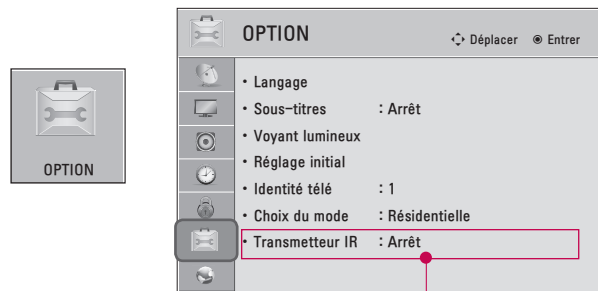 OPTION
OPTION
Déplacer
Entrer
• Langage
• Sous-titres : Arrêt
• Voyant lumineux
• Réglage initial
• Identité télé : 1
• Choix du mode : Résidentielle
• Transmetteur IR : Arrêt